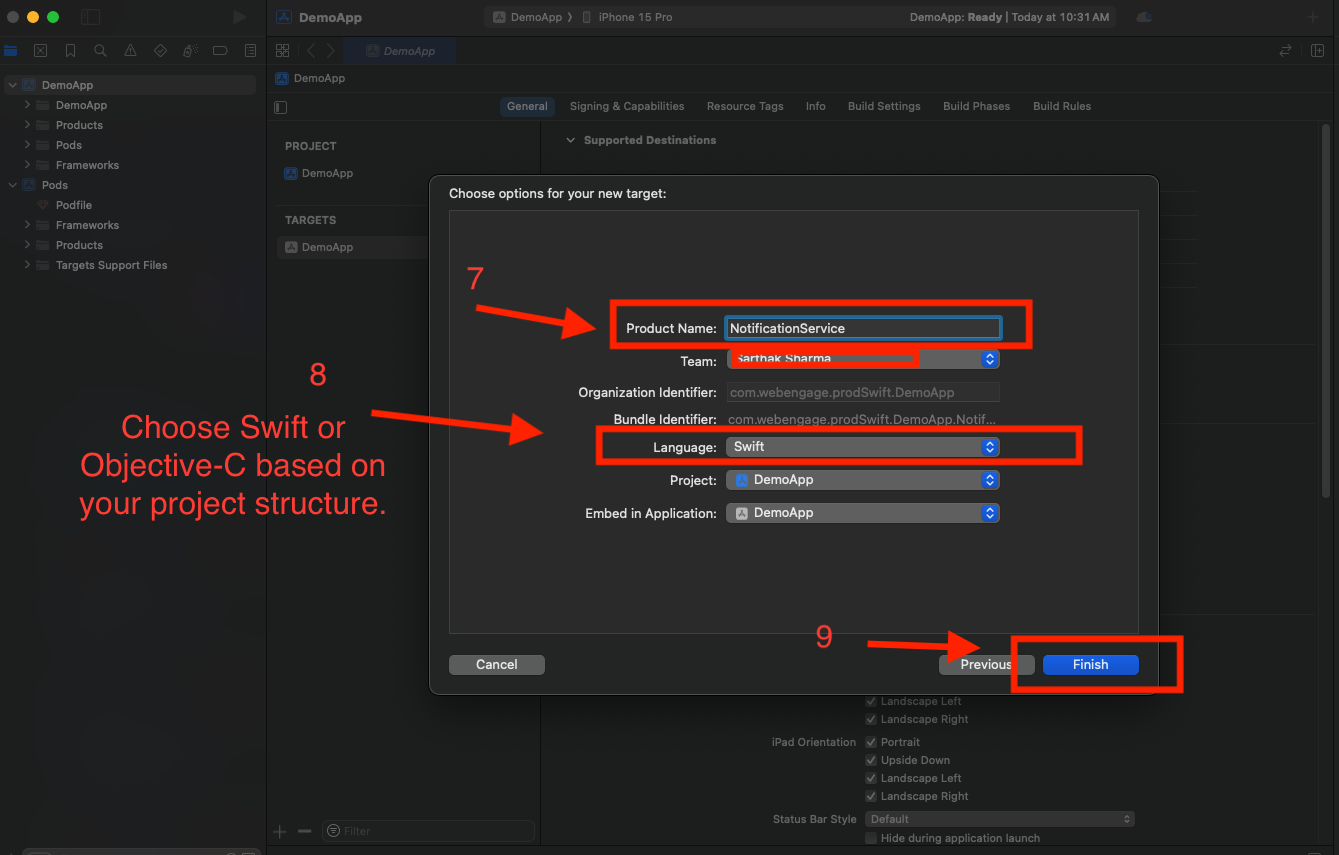 DemoApp
DemoApp
iPhone 15 Pro
DemoApp: Ready | Today at 10:31 AM
DemoApp
DemoApp
DemoApp
Products
Pods
Frameworks
Pods
Podfile
Frameworks
Products
Targets Support Files
DemoApp
General
Signing & Capabilities
Resource Tags
Info
Build Settings
Build Phases
Build Rules
PROJECT
DemoApp
TARGETS
DemoApp
Supported Destinations
Choose options for your new target:
7
Product Name: NotificationService
Team: Sarthak Sharma
Organization Identifier: com.webengage.prodSwift.DemoApp
Bundle Identifier: com.webengage.prodSwift.DemoApp.Notif...
8
Choose Swift or
Objective-C based on
your project structure.
Language: Swift
Project: DemoApp
Embed in Application: DemoApp
9
Cancel
Previous
Finish
Landscape Left
Landscape Right
iPad Orientation
Portrait
Upside Down
Landscape Left
Landscape Right
Status Bar Style
Default
Hide during application launch
Filter